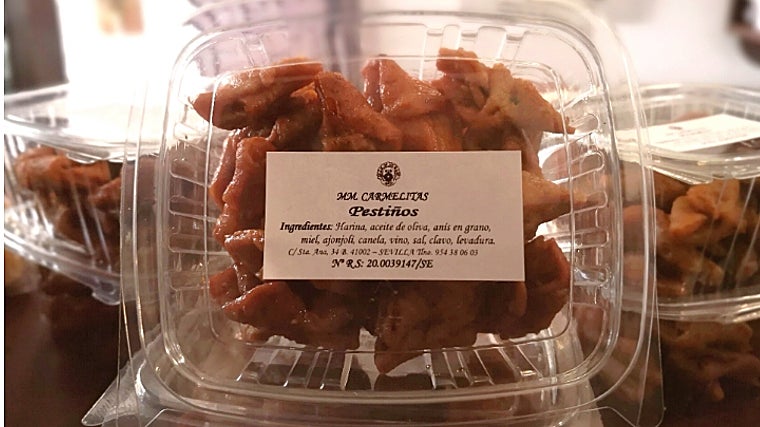 MM. CARMELITAS
Pestiños
Ingredientes: Harina, aceite de oliva, anís en grano,
miel, ajonjolí, canela, vino, sal, clavo, levadura.
C/ Sta. Ana, 34 B. 41002 – SEVILLA Tlno. 954 38 06 03
Nº R.S: 20.0039147/SE